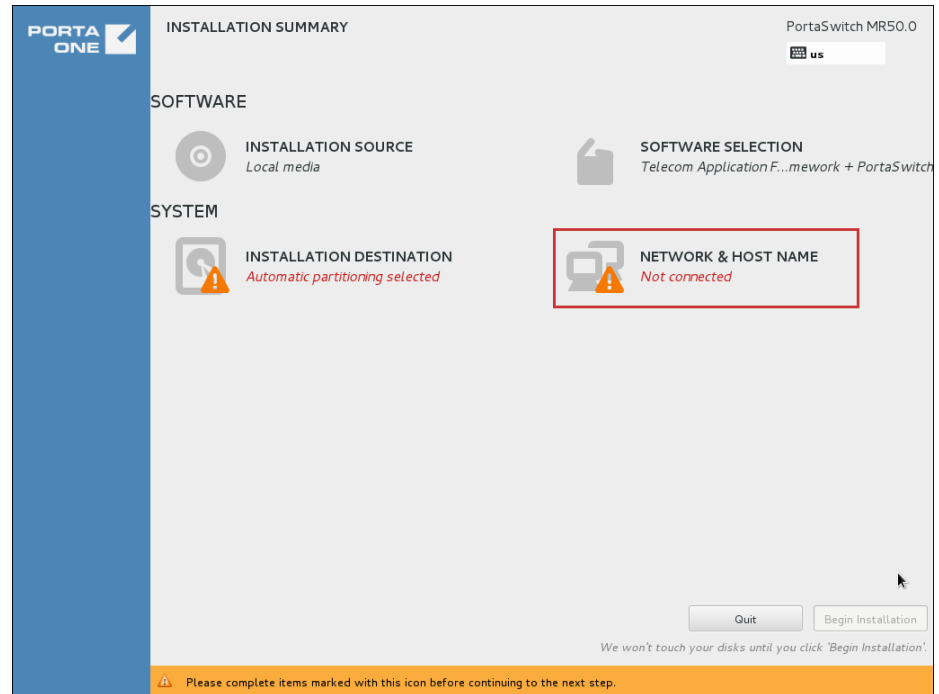 PORTA
ONE
INSTALLATION SUMMARY
PortaSwitch MR50.0
us
SOFTWARE
INSTALLATION SOURCE
Local media
SOFTWARE SELECTION
Telecom Application F...mework + PortaSwitch
SYSTEM
INSTALLATION DESTINATION
Automatic partitioning selected
NETWORK & HOST NAME
Not connected
Quit
Begin Installation
We won't touch your disks until you click 'Begin Installation'.
Please complete items marked with this icon before continuing to the next step.